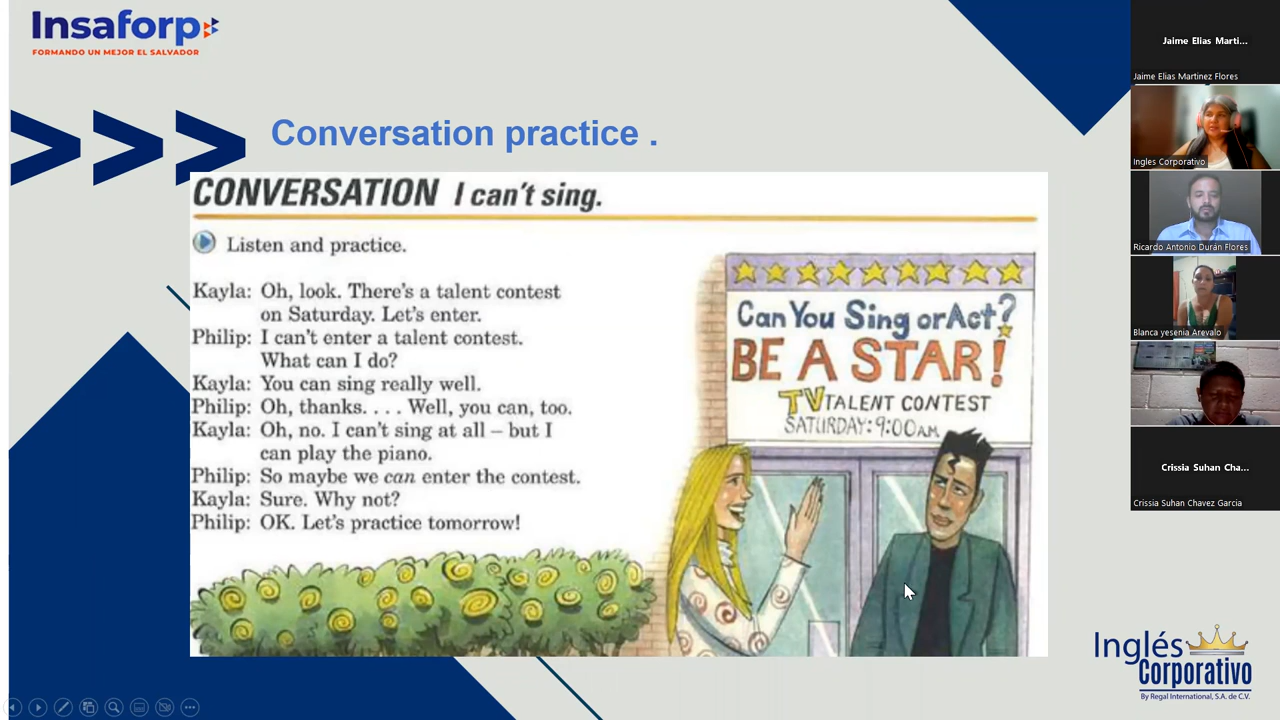 Insaforp
FORMANDO UN MEJOR EL SALVADOR
>>> Conversation practice .
CONVERSATION I can't sing.
Listen and practice.
Kayla: Oh, look. There's a talent contest
on Saturday. Let's enter.
Philip: I can't enter a talent contest.
What can I do?
Kayla: You can sing really well.
Philip: Oh, thanks. . . . Well, you can, too.
Kayla: Oh, no. I can't sing at all – but I
can play the piano.
Philip: So maybe we can enter the contest.
Kayla: Sure. Why not?
Philip: OK. Let's practice tomorrow!
Can You Sing or Act?
BE A STAR!
TV TALENT CONTEST
SATURDAY: 9:00 AM
Jaime Elias Marti...
Jaime Elias Martinez Flores
Ingles Corporativo
Ricardo Antonio Durán Flores
Blanca yesenia Arevalo
Crissia Suhan Cha...
Crissia Suhan Chavez Garcia
Inglés
Corporativo
By Regal International, S.A. de C.V.